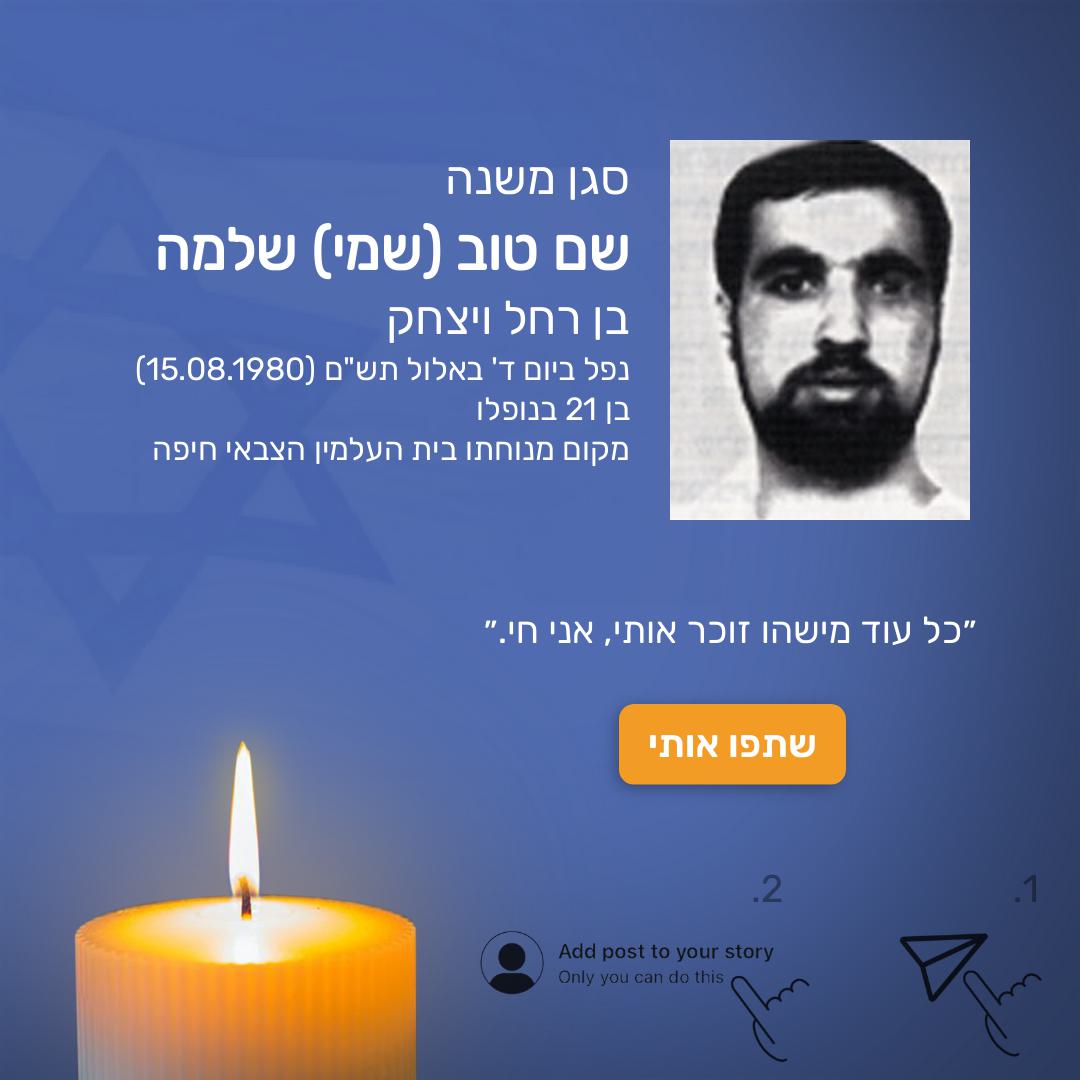 סגן משנה
שם טוב (שמי) שלמה
בן רחל ויצחק
נפל ביום ד' באלול תש"ם (15.08.1980)
בן 21 בנופלו
מקום מנוחתו בית העלמין הצבאי חיפה
״כל עוד מישהו זוכר אותי, אני חי.״
שתפו אותי
.1
.2
Add post to your story
Only you can do this